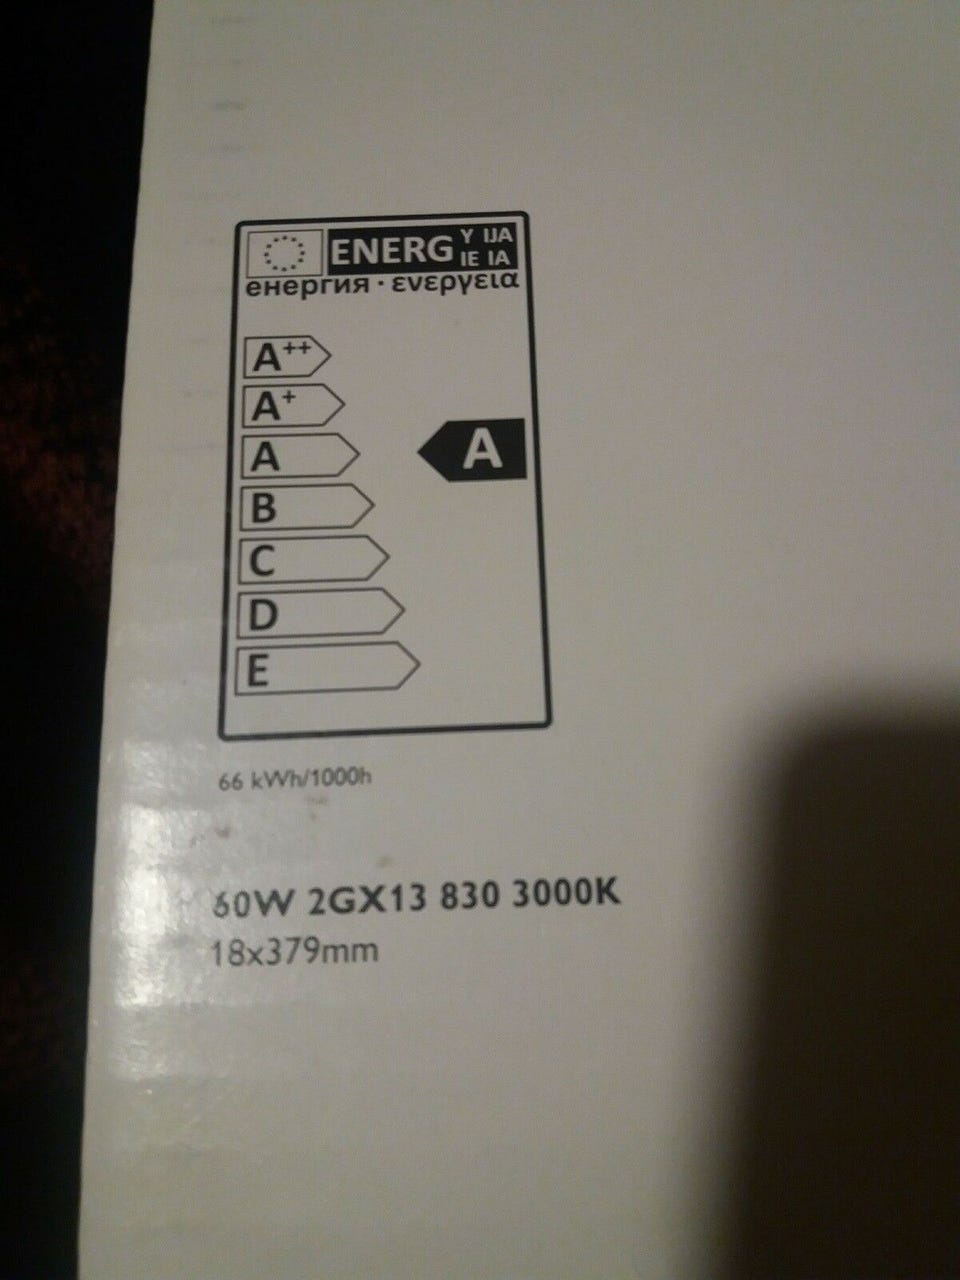 ENERG Y IJA
IE IA
енергия · ενεργεια
A++
A+
A
A
B
C
D
E
66 kWh/1000h
60W 2GX13 830 3000K
18x379mm